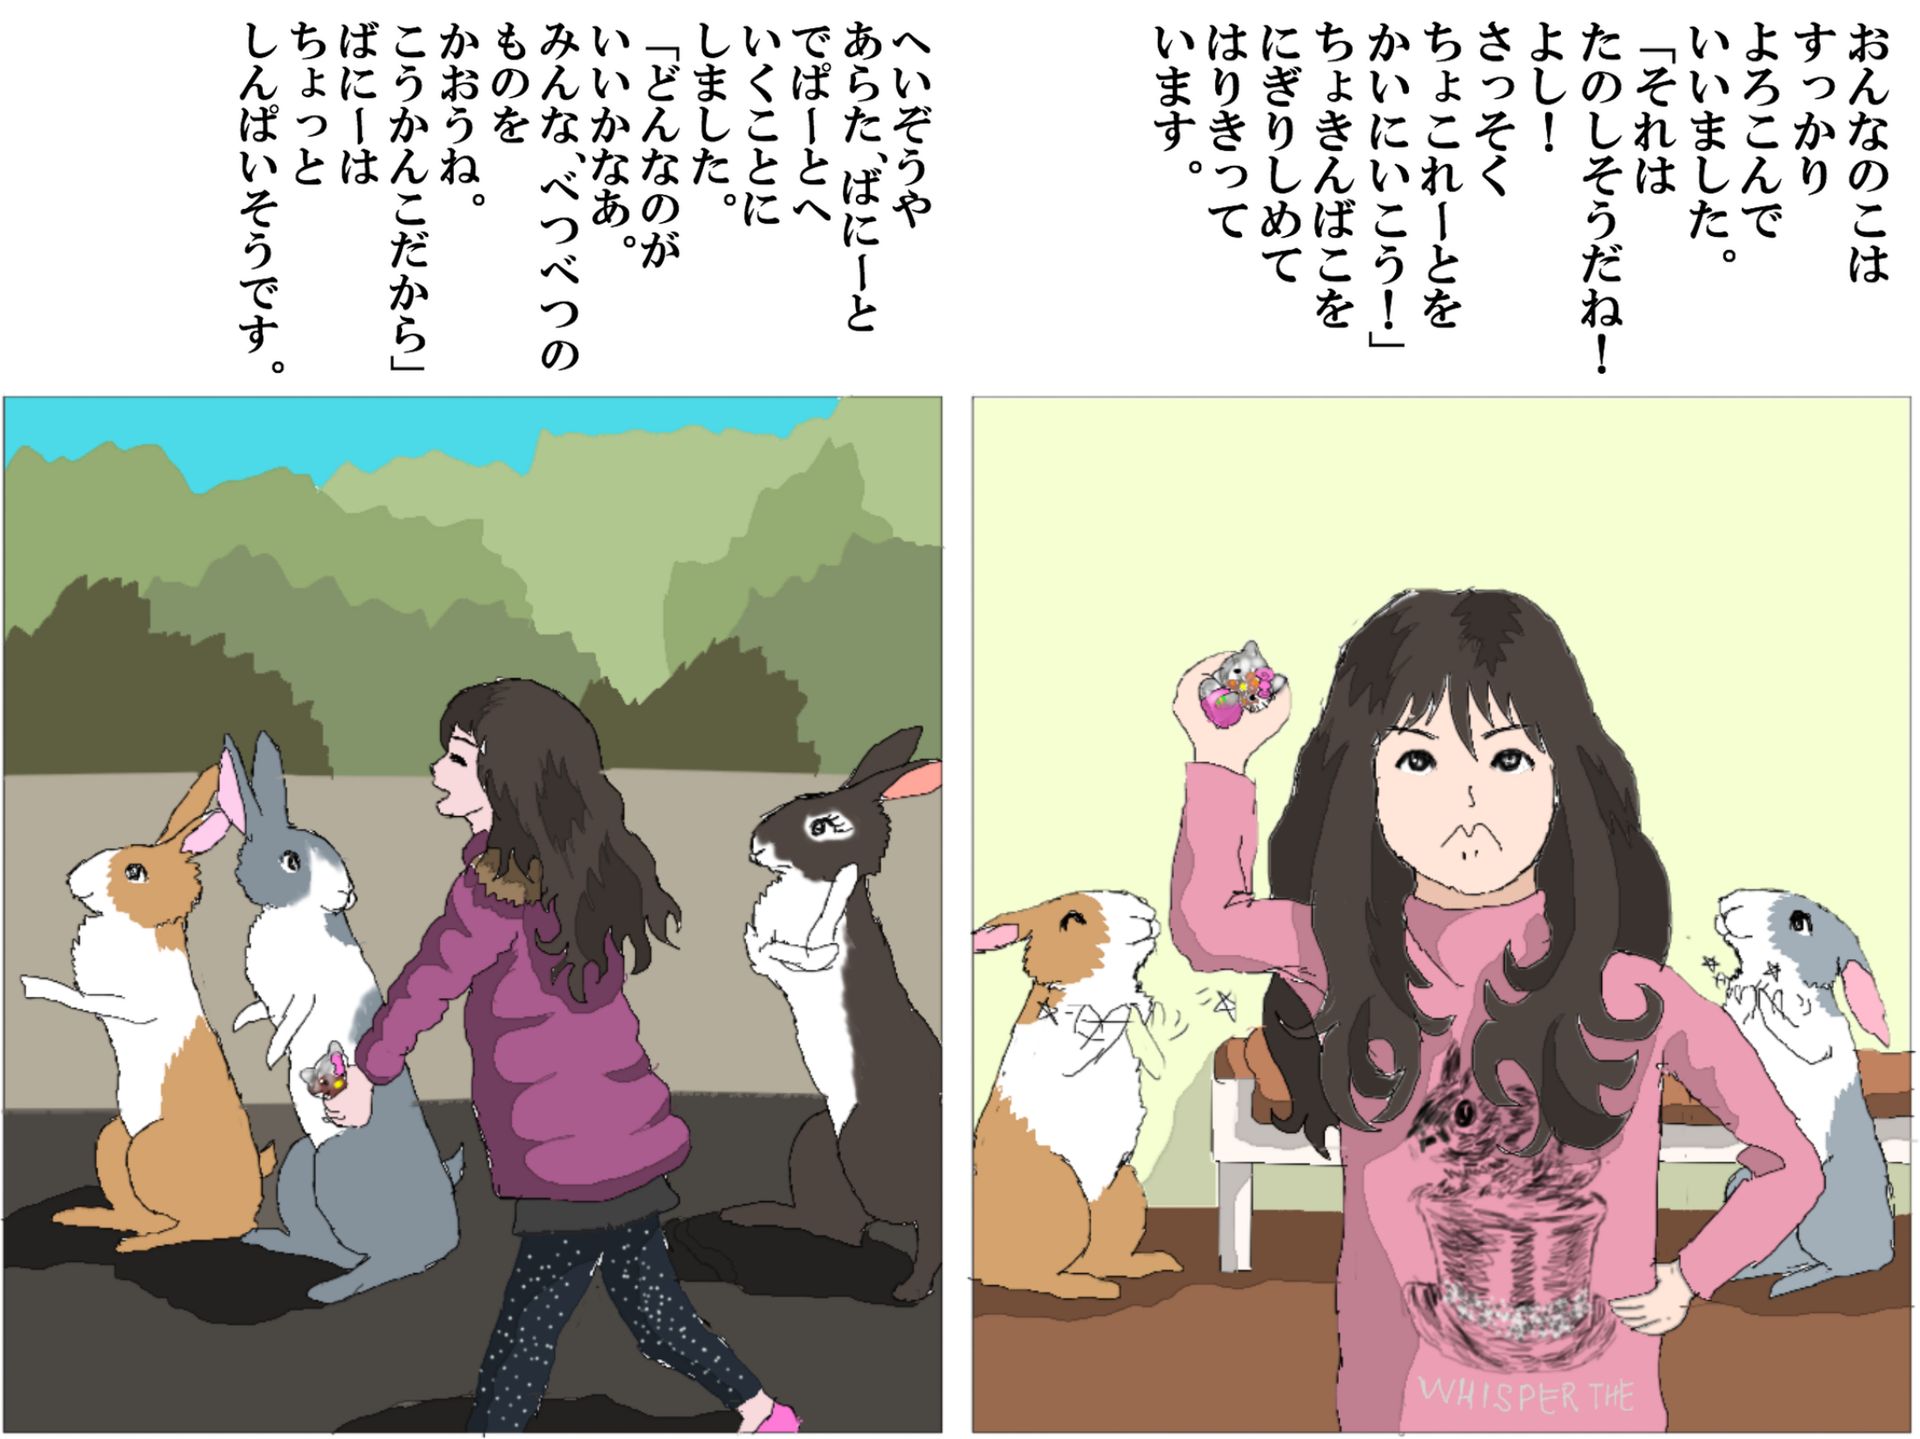 おんなのこは
すっかり
よろこんで
いいました。
「それは
たのしそうだね！
よし！
さっそく
ちょこれーとを
かいにいこう！」
ちょきんばこを
にぎりしめて
はりきって
います。
へいぞうや
あらた、ばにーと
でぱーとへ
いくことに
しました。
「どんなのが
いいかなあ。
みんな、べつべつの
ものを
かおうね。
こうかんこだから」
ばにーは
ちょっと
しんぱいそうです。
WHISPER THE